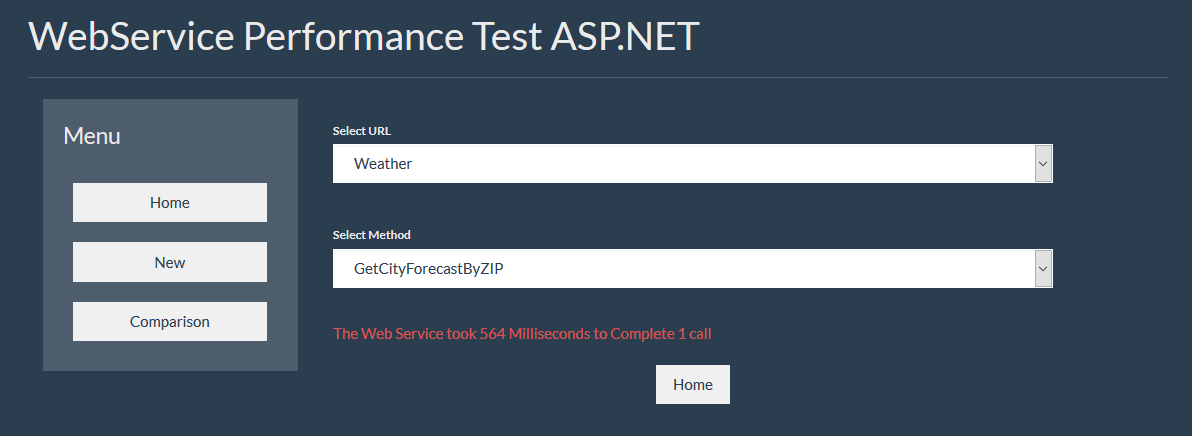 WebService Performance Test ASP.NET
Menu
Home
New
Comparison
Select URL
Weather
Select Method
GetCityForecastByZIP
The Web Service took 564 Milliseconds to Complete 1 call
Home